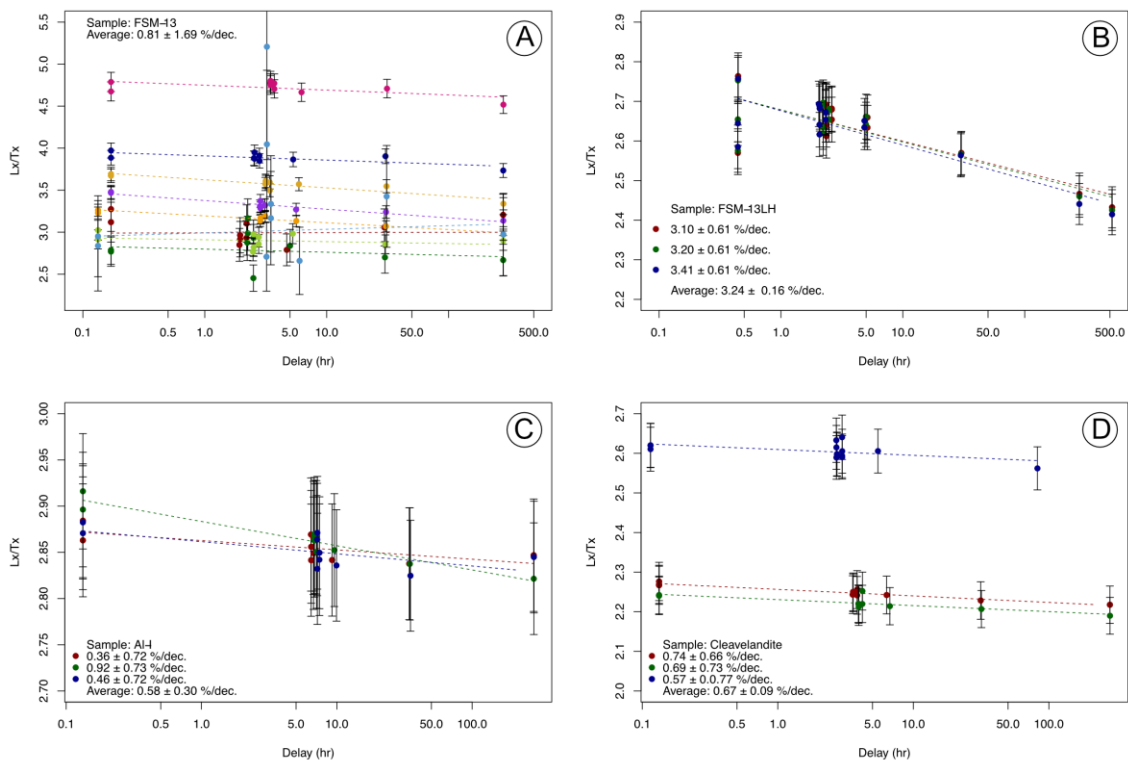 Sample: FSM–13
Average: 0.81 ± 1.69 %/dec.
A
5.5
5.0
4.5
4.0
3.5
3.0
2.5
Lx/Tx
0.1 1.0 5.0 10.0 50.0 500.0
Delay (hr)
B
2.9
2.8
2.7
2.6
2.5
2.4
2.3
2.2
Lx/Tx
Sample: FSM–13LH
3.10 ± 0.61 %/dec.
3.20 ± 0.61 %/dec.
3.41 ± 0.61 %/dec.
Average: 3.24 ± 0.16 %/dec.
0.1 1.0 5.0 10.0 50.0 500.0
Delay (hr)
C
3.00
2.95
2.90
2.85
2.80
2.75
2.70
Lx/Tx
Sample: Al-I
0.36 ± 0.72 %/dec.
0.92 ± 0.73 %/dec.
0.46 ± 0.72 %/dec.
Average: 0.58 ± 0.30 %/dec.
0.1 0.5 1.0 5.0 10.0 50.0 100.0
Delay (hr)
D
2.7
2.6
2.5
2.4
2.3
2.2
2.1
2.0
Lx/Tx
Sample: Cleavelandite
0.74 ± 0.66 %/dec.
0.69 ± 0.73 %/dec.
0.57 ± 0.0.77 %/dec.
Average: 0.67 ± 0.09 %/dec.
0.1 0.5 1.0 5.0 10.0 50.0 100.0
Delay (hr)